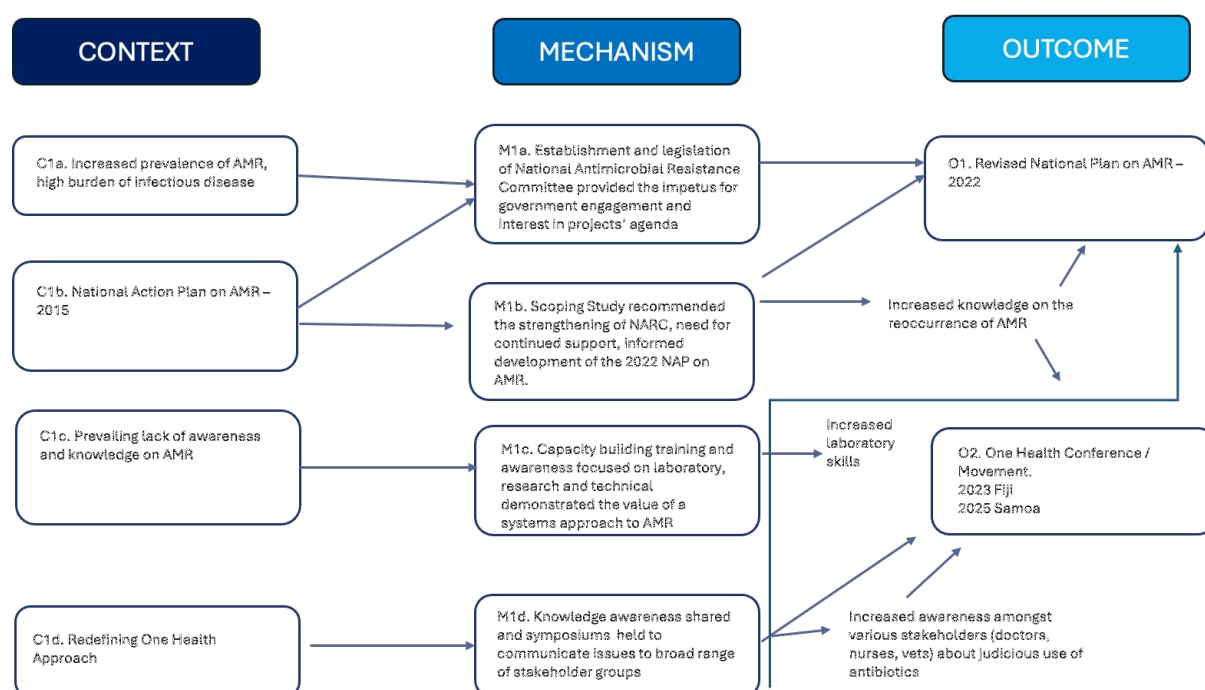 CONTEXT
MECHANISM
OUTCOME
C1a. Increased prevalence of AMR,
high burden of infectious disease
M1a. Establishment and legislation
of National Antimicrobial Resistance
Committee provided the impetus for
government engagement and
interest in projects' agenda
O1. Revised National Plan on AMR –
2022
C1b. National Action Plan on AMR –
2015
M1b. Scoping Study recommended
the strengthening of NARC, need for
continued support, informed
development of the 2022 NAP on
AMR.
Increased knowledge on the
reoccurrence of AMR
C1c. Prevailing lack of awareness
and knowledge on AMR
M1c. Capacity building training and
awareness focused on laboratory,
research and technical
demonstrated the value of a
systems approach to AMR
Increased
laboratory
skills
O2. One Health Conference /
Movement.
2023 Fiji
2025 Samoa
C1d. Redefining One Health
Approach
M1d. Knowledge awareness shared
and symposiums held to
communicate issues to broad range
of stakeholder groups
Increased awareness amongst
various stakeholders (doctors,
nurses, vets) about judicious use of
antibiotics